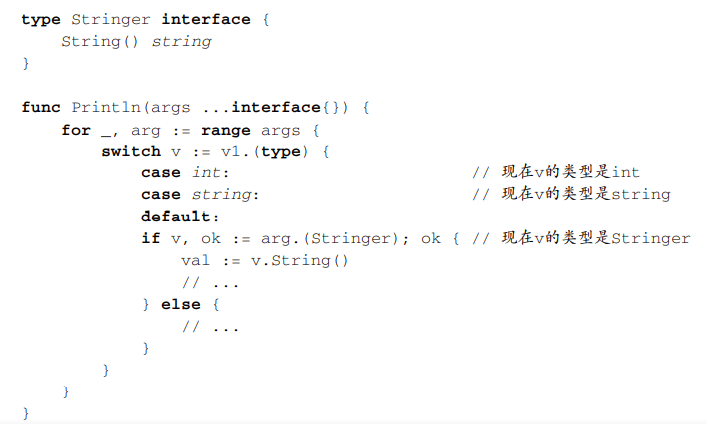 type Stringer interface {
    String() string
}
func Println(args ...interface{}) {
    for _, arg := range args {
        switch v := v1.(type) {
            case int:                        // 现在v的类型是int
            case string:                     // 现在v的类型是string
            default:
            if v, ok := arg.(Stringer); ok { // 现在v的类型是Stringer
                val := v.String()
                // ...
            } else {
                // ...
            }
        }
    }
}